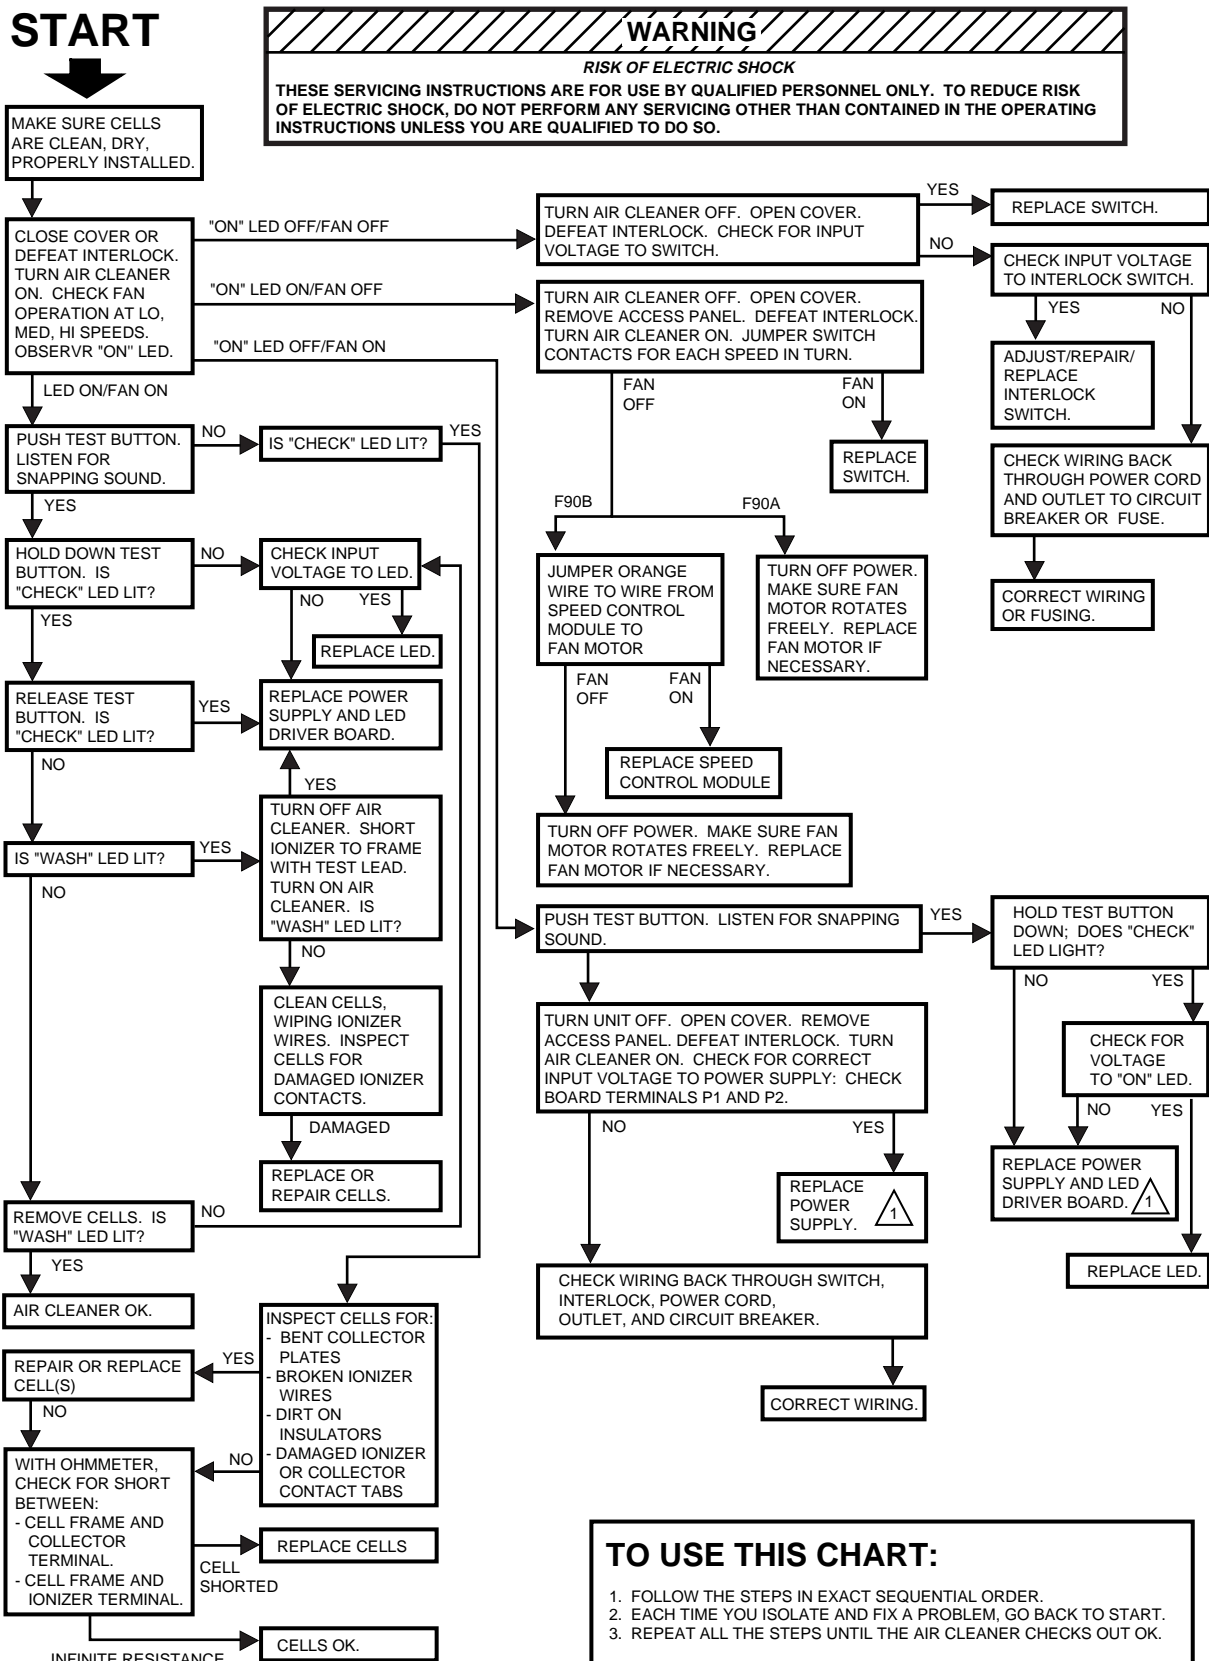 START
WARNING
RISK OF ELECTRIC SHOCK
THESE SERVICING INSTRUCTIONS ARE FOR USE BY QUALIFIED PERSONNEL ONLY. TO REDUCE RISK
OF ELECTRIC SHOCK, DO NOT PERFORM ANY SERVICING OTHER THAN CONTAINED IN THE OPERATING
INSTRUCTIONS UNLESS YOU ARE QUALIFIED TO DO SO.
MAKE SURE CELLS
ARE CLEAN, DRY,
PROPERLY INSTALLED.
CLOSE COVER OR
DEFEAT INTERLOCK.
TURN AIR CLEANER
ON. CHECK FAN
OPERATION AT LO,
MED, HI SPEEDS.
OBSERVR "ON" LED.
"ON" LED OFF/FAN OFF
"ON" LED ON/FAN OFF
"ON" LED OFF/FAN ON
LED ON/FAN ON
TURN AIR CLEANER OFF. OPEN COVER.
DEFEAT INTERLOCK. CHECK FOR INPUT
VOLTAGE TO SWITCH.
YES
REPLACE SWITCH.
NO
CHECK INPUT VOLTAGE
TO INTERLOCK SWITCH.
YES
NO
ADJUST/REPAIR/
REPLACE
INTERLOCK
SWITCH.
CHECK WIRING BACK
THROUGH POWER CORD
AND OUTLET TO CIRCUIT
BREAKER OR FUSE.
CORRECT WIRING
OR FUSING.
TURN AIR CLEANER OFF. OPEN COVER.
REMOVE ACCESS PANEL. DEFEAT INTERLOCK.
TURN AIR CLEANER ON. JUMPER SWITCH
CONTACTS FOR EACH SPEED IN TURN.
FAN
OFF
FAN
ON
REPLACE
SWITCH.
F90B
F90A
JUMPER ORANGE
WIRE TO WIRE FROM
SPEED CONTROL
MODULE TO
FAN MOTOR
TURN OFF POWER.
MAKE SURE FAN
MOTOR ROTATES
FREELY. REPLACE
FAN MOTOR IF
NECESSARY.
FAN
OFF
FAN
ON
REPLACE SPEED
CONTROL MODULE
TURN OFF POWER. MAKE SURE FAN
MOTOR ROTATES FREELY. REPLACE
FAN MOTOR IF NECESSARY.
PUSH TEST BUTTON.
LISTEN FOR
SNAPPING SOUND.
NO
IS "CHECK" LED LIT?
YES
YES
HOLD DOWN TEST
BUTTON. IS
"CHECK" LED LIT?
NO
CHECK INPUT
VOLTAGE TO LED.
NO
YES
REPLACE LED.
YES
RELEASE TEST
BUTTON. IS
"CHECK" LED LIT?
YES
REPLACE POWER
SUPPLY AND LED
DRIVER BOARD.
NO
YES
IS "WASH" LED LIT?
YES
TURN OFF AIR
CLEANER. SHORT
IONIZER TO FRAME
WITH TEST LEAD.
TURN ON AIR
CLEANER. IS
"WASH" LED LIT?
NO
NO
CLEAN CELLS,
WIPING IONIZER
WIRES. INSPECT
CELLS FOR
DAMAGED IONIZER
CONTACTS.
DAMAGED
REPLACE OR
REPAIR CELLS.
REMOVE CELLS. IS
"WASH" LED LIT?
NO
YES
AIR CLEANER OK.
PUSH TEST BUTTON. LISTEN FOR SNAPPING
SOUND.
YES
HOLD TEST BUTTON
DOWN; DOES "CHECK"
LED LIGHT?
NO
YES
CHECK FOR
VOLTAGE
TO "ON" LED.
NO
YES
REPLACE POWER
SUPPLY AND LED
DRIVER BOARD. 1
REPLACE LED.
TURN UNIT OFF. OPEN COVER. REMOVE
ACCESS PANEL. DEFEAT INTERLOCK. TURN
AIR CLEANER ON. CHECK FOR CORRECT
INPUT VOLTAGE TO POWER SUPPLY: CHECK
BOARD TERMINALS P1 AND P2.
NO
YES
REPLACE
POWER
SUPPLY. 1
CHECK WIRING BACK THROUGH SWITCH,
INTERLOCK, POWER CORD,
OUTLET, AND CIRCUIT BREAKER.
CORRECT WIRING.
INSPECT CELLS FOR:
- BENT COLLECTOR
PLATES
- BROKEN IONIZER
WIRES
- DIRT ON
INSULATORS
- DAMAGED IONIZER
OR COLLECTOR
CONTACT TABS
YES
REPAIR OR REPLACE
CELL(S)
NO
NO
WITH OHMMETER,
CHECK FOR SHORT
BETWEEN:
- CELL FRAME AND
COLLECTOR
TERMINAL.
- CELL FRAME AND
IONIZER TERMINAL.
CELL
SHORTED
REPLACE CELLS
INFINITE RESISTANCE
CELLS OK.
TO USE THIS CHART:
1. FOLLOW THE STEPS IN EXACT SEQUENTIAL ORDER.
2. EACH TIME YOU ISOLATE AND FIX A PROBLEM, GO BACK TO START.
3. REPEAT ALL THE STEPS UNTIL THE AIR CLEANER CHECKS OUT OK.